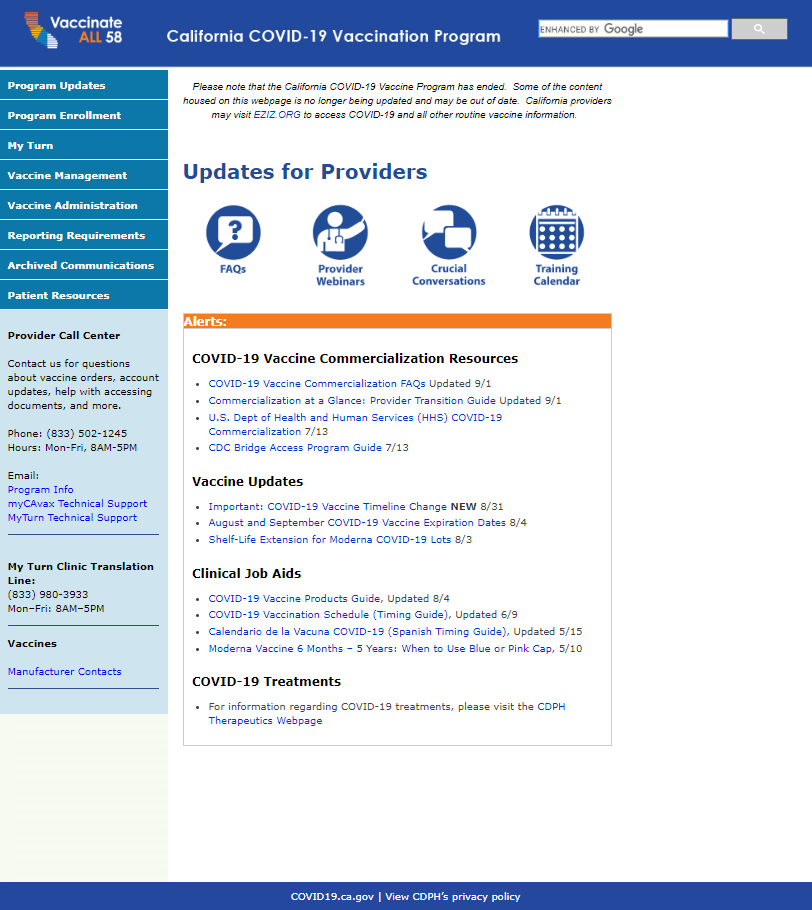 Vaccinate
ALL 58
California COVID-19 Vaccination Program
ENHANCED BY Google
Program Updates
Program Enrollment
My Turn
Vaccine Management
Vaccine Administration
Reporting Requirements
Archived Communications
Patient Resources
Provider Call Center
Contact us for questions
about vaccine orders, account
updates, help with accessing
documents, and more.
Phone: (833) 502-1245
Hours: Mon-Fri, 8AM-5PM
Email:
Program Info
myCAvax Technical Support
MyTurn Technical Support
My Turn Clinic Translation
Line:
(833) 980-3933
Mon–Fri: 8AM–5PM
Vaccines
Manufacturer Contacts
Please note that the California COVID-19 Vaccine Program has ended. Some of the content
housed on this webpage is no longer being updated and may be out of date. California providers
may visit EZIZ.ORG to access COVID-19 and all other routine vaccine information.
Updates for Providers
FAQs
Provider
Webinars
Crucial
Conversations
Training
Calendar
Alerts:
COVID-19 Vaccine Commercialization Resources
• COVID-19 Vaccine Commercialization FAQs Updated 9/1
• Commercialization at a Glance: Provider Transition Guide Updated 9/1
• U.S. Dept of Health and Human Services (HHS) COVID-19
Commercialization 7/13
• CDC Bridge Access Program Guide 7/13
Vaccine Updates
• Important: COVID-19 Vaccine Timeline Change NEW 8/31
• August and September COVID-19 Vaccine Expiration Dates 8/4
• Shelf-Life Extension for Moderna COVID-19 Lots 8/3
Clinical Job Aids
• COVID-19 Vaccine Products Guide, Updated 8/4
• COVID-19 Vaccination Schedule (Timing Guide), Updated 6/9
• Calendario de la Vacuna COVID-19 (Spanish Timing Guide), Updated 5/15
• Moderna Vaccine 6 Months – 5 Years: When to Use Blue or Pink Cap, 5/10
COVID-19 Treatments
• For information regarding COVID-19 treatments, please visit the CDPH
Therapeutics Webpage
COVID19.ca.gov | View CDPH's privacy policy